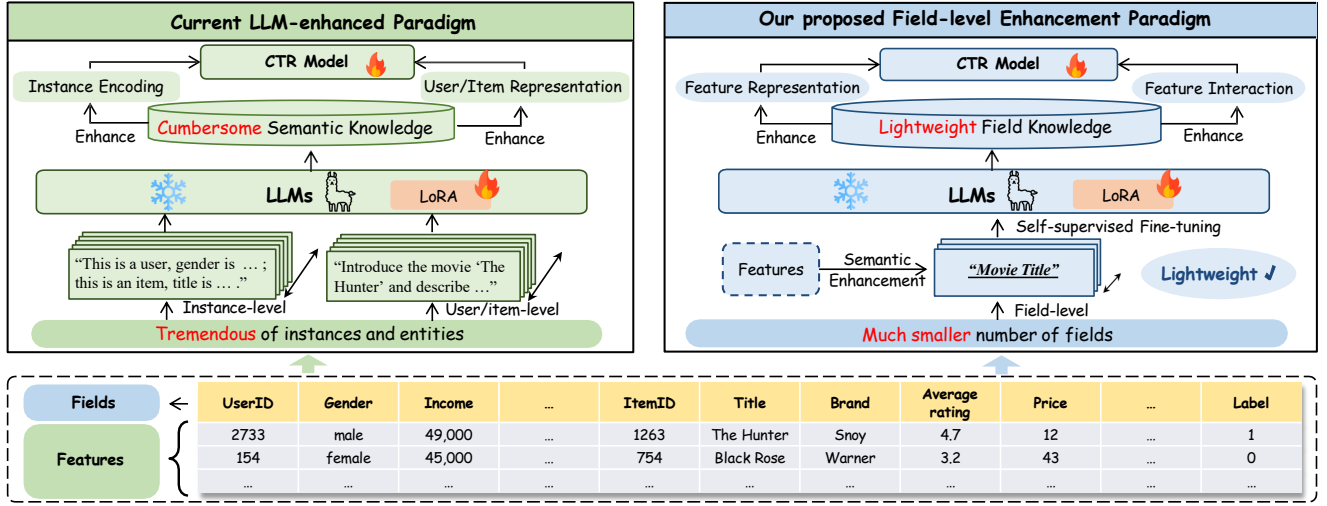 Current LLM-enhanced Paradigm
CTR Model
Instance Encoding
User/Item Representation
Enhance
Cumbersome Semantic Knowledge
Enhance
LLMs
LoRA
“This is a user, gender is … ;
this is an item, title is … .”
“Introduce the movie ‘The
Hunter’ and describe …”
Instance-level
User/item-level
Tremendous of instances and entities
Our proposed Field-level Enhancement Paradigm
CTR Model
Feature Representation
Feature Interaction
Enhance
Lightweight Field Knowledge
Enhance
LLMs
LoRA
Self-supervised Fine-tuning
Features
Semantic
Enhancement
“Movie Title”
Lightweight √
Field-level
Much smaller number of fields
Fields
UserID Gender Income … ItemID Title Brand Average rating Price … Label
Features
2733 male 49,000 … 1263 The Hunter Snoy 4.7 12 … 1
154 female 45,000 … 754 Black Rose Warner 3.2 43 … 0
… … … … … … … … … … …